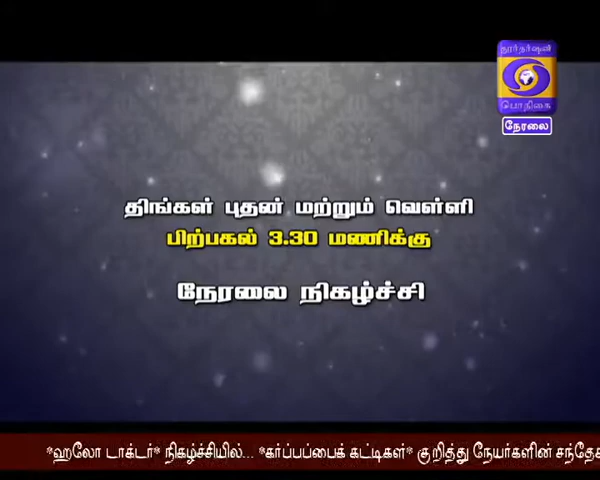 தூர்தர்ஷன்
பொதிகை
நேரலை
திங்கள் புதன் மற்றும் வெள்ளி
பிற்பகல் 3.30 மணிக்கு
நேரலை நிகழ்ச்சி
*ஹலோ டாக்டர்* நிகழ்ச்சியில்... *கர்ப்பப்பைக் கட்டிகள்* குறித்து நேயர்களின்